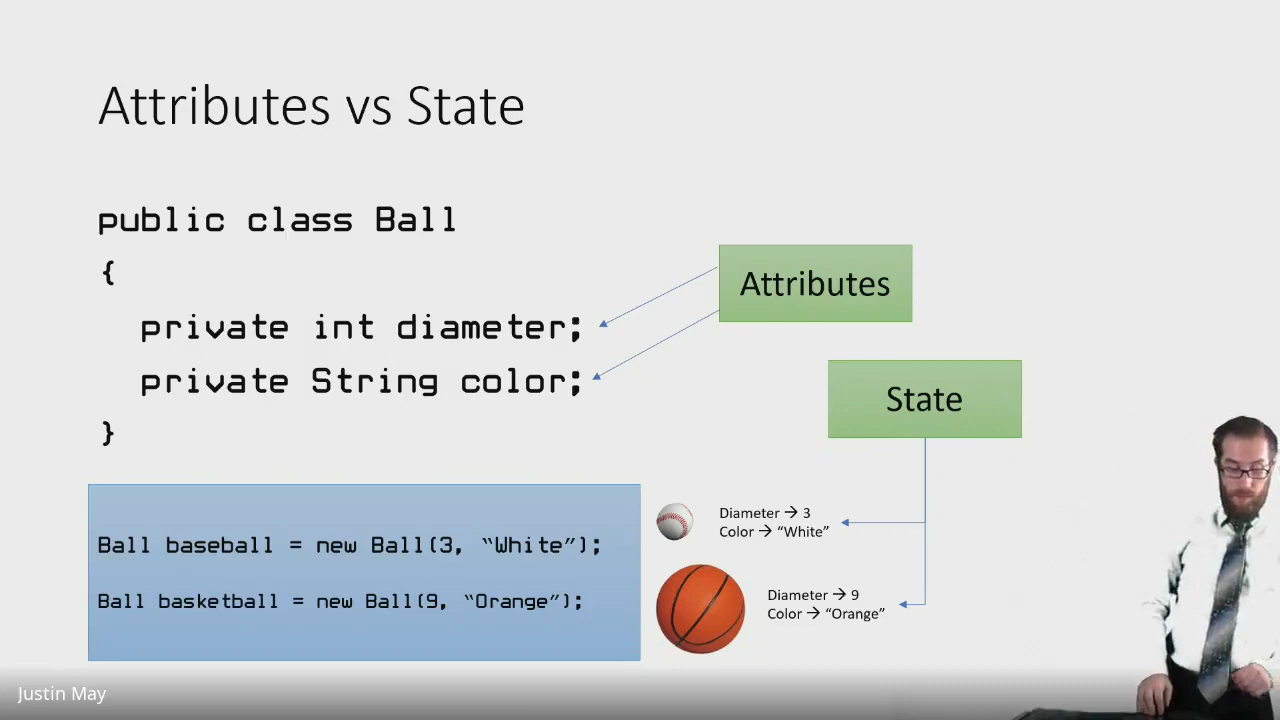 Attributes vs State
public class Ball
{
private int diameter;
private String color;
}
Attributes
State
Ball baseball = new Ball(3, “White”);
Ball basketball = new Ball(9, “Orange”);
Diameter → 3
Color → “White”
Diameter → 9
Color → “Orange”
Justin May